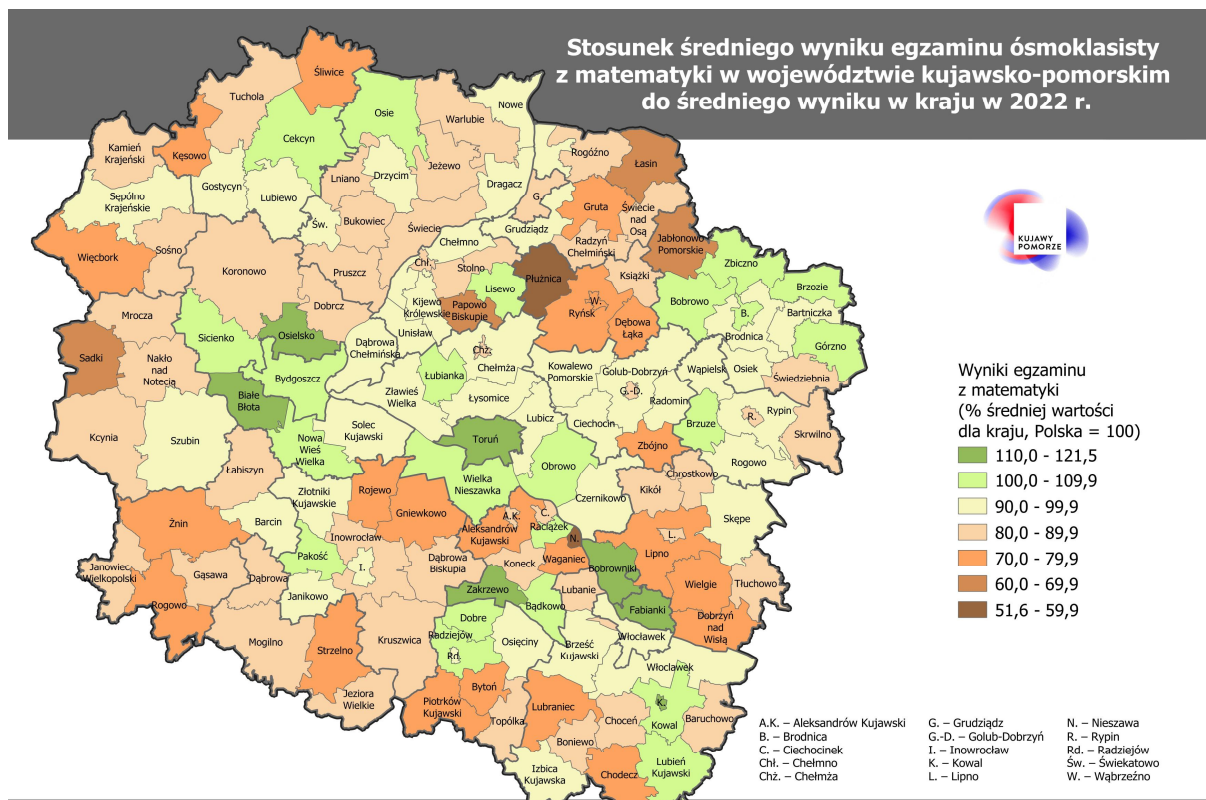 Stosunek średniego wyniku egzaminu ósmoklasisty
z matematyki w województwie kujawsko-pomorskim
do średniego wyniku w kraju w 2022 r.
KUJAWY
POMORZE
Śliwice
Tuchola
Nowe
Osie
Warlubie
Cekcyn
Kamień
Krajeński
Kęsowo
Rogóźno
Łasin
Jeżewo
Lniano
Drzycim
Gostycyn
Lubiewo
Dragacz
Sępólno
Krajeńskie
G.
Gruta
Świecie
nad
Osą
Św.
Bukowiec
Świecie
Grudziądz
Chełmno
Jabłonowo
Pomorskie
Radzyń
Chełmiński
Sośno
Więcbork
Koronowo
Pruszcz
Chł.
Stolno
Płużnica
Książki
Zbiczno
Lisewo
Brzozie
Bobrowo
Dobrcz
Kijewo
Królewskie
Papowo
Biskupie
W.
Ryńsk
Dębowa
Łąka
B.
Bartniczka
Mrocza
Sicienko
Osielsko
Unisław
Brodnica
Górzno
Dąbrowa
Chełmińska
Sadki
Nakło
nad
Notecią
Chż.
Chełmża
Kowalewo
Pomorskie
Golub-Dobrzyń
Wąpielsk
Osiek
Świedziebnia
Bydgoszcz
Łubianka
Białe
Błota
Zławieś
Wielka
Łysomice
G.-D.
Radomin
Rypin
R.
Lubicz
Ciechocin
Brzuze
Kcynia
Szubin
Solec
Kujawski
Toruń
Skrwilno
Nowa
Wieś
Wielka
Zbójno
Rogowo
Łabiszyn
Wielka
Nieszawka
Obrowo
Chrostkowo
Kikół
Złotniki
Kujawskie
Rojewo
Czernikowo
Gniewkowo
Skępe
Żnin
Barcin
A.K.
C.
Raciążek
Aleksandrów
Kujawski
Inowrocław
N.
L.
Lipno
Pakość
Dąbrowa
Biskupia
Koneck
Waganiec
Bobrowniki
Janowiec
Wielkopolski
Gąsawa
Dąbrowa
I.
Wielgie
Tłuchowo
Zakrzewo
Lubanie
Janikowo
Bądkowo
Fabianki
Rogowo
Dobre
Dobrzyń
nad
Wisłą
Mogilno
Strzelno
Kruszwica
Radziejów
Rd.
Osięciny
Brześć
Kujawski
Włocławek
Włocławek
Jeziora
Wielkie
Bytoń
Piotrków
Kujawski
Topólka
Lubraniec
Choceń
K.
Kowal
Baruchowo
Boniewo
Izbica
Kujawska
Chodecz
Lubień
Kujawski
Wyniki egzaminu
z matematyki
(% średniej wartości
dla kraju, Polska = 100)
110,0 - 121,5
100,0 - 109,9
90,0 - 99,9
80,0 - 89,9
70,0 - 79,9
60,0 - 69,9
51,6 - 59,9
A.K. – Aleksandrów Kujawski
B. – Brodnica
C. – Ciechocinek
Chł. – Chełmno
Chż. – Chełmża
G. – Grudziądz
G.-D. – Golub-Dobrzyń
I. – Inowrocław
K. – Kowal
L. – Lipno
N. – Nieszawa
R. – Rypin
Rd. – Radziejów
Św. – Świekatowo
W. – Wąbrzeźno